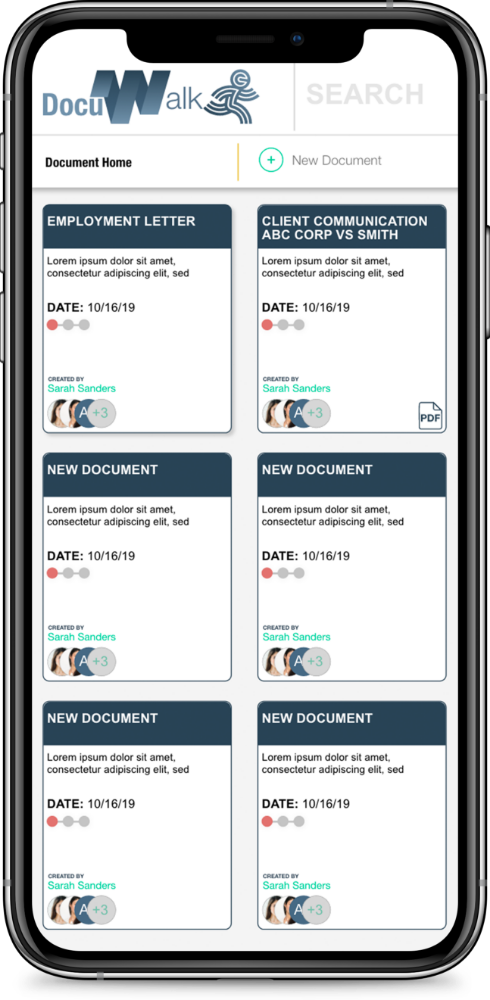 DocuWalk
SEARCH
Document Home
+ New Document
EMPLOYMENT LETTER
Lorem ipsum dolor sit amet,
consectetur adipiscing elit, sed
DATE: 10/16/19
CREATED BY
Sarah Sanders
A +3
CLIENT COMMUNICATION
ABC CORP VS SMITH
Lorem ipsum dolor sit amet,
consectetur adipiscing elit, sed
DATE: 10/16/19
CREATED BY
Sarah Sanders
A +3
PDF
NEW DOCUMENT
Lorem ipsum dolor sit amet,
consectetur adipiscing elit, sed
DATE: 10/16/19
CREATED BY
Sarah Sanders
A +3
NEW DOCUMENT
Lorem ipsum dolor sit amet,
consectetur adipiscing elit, sed
DATE: 10/16/19
CREATED BY
Sarah Sanders
A +3
NEW DOCUMENT
Lorem ipsum dolor sit amet,
consectetur adipiscing elit, sed
DATE: 10/16/19
CREATED BY
Sarah Sanders
A +3
NEW DOCUMENT
Lorem ipsum dolor sit amet,
consectetur adipiscing elit, sed
DATE: 10/16/19
CREATED BY
Sarah Sanders
A +3